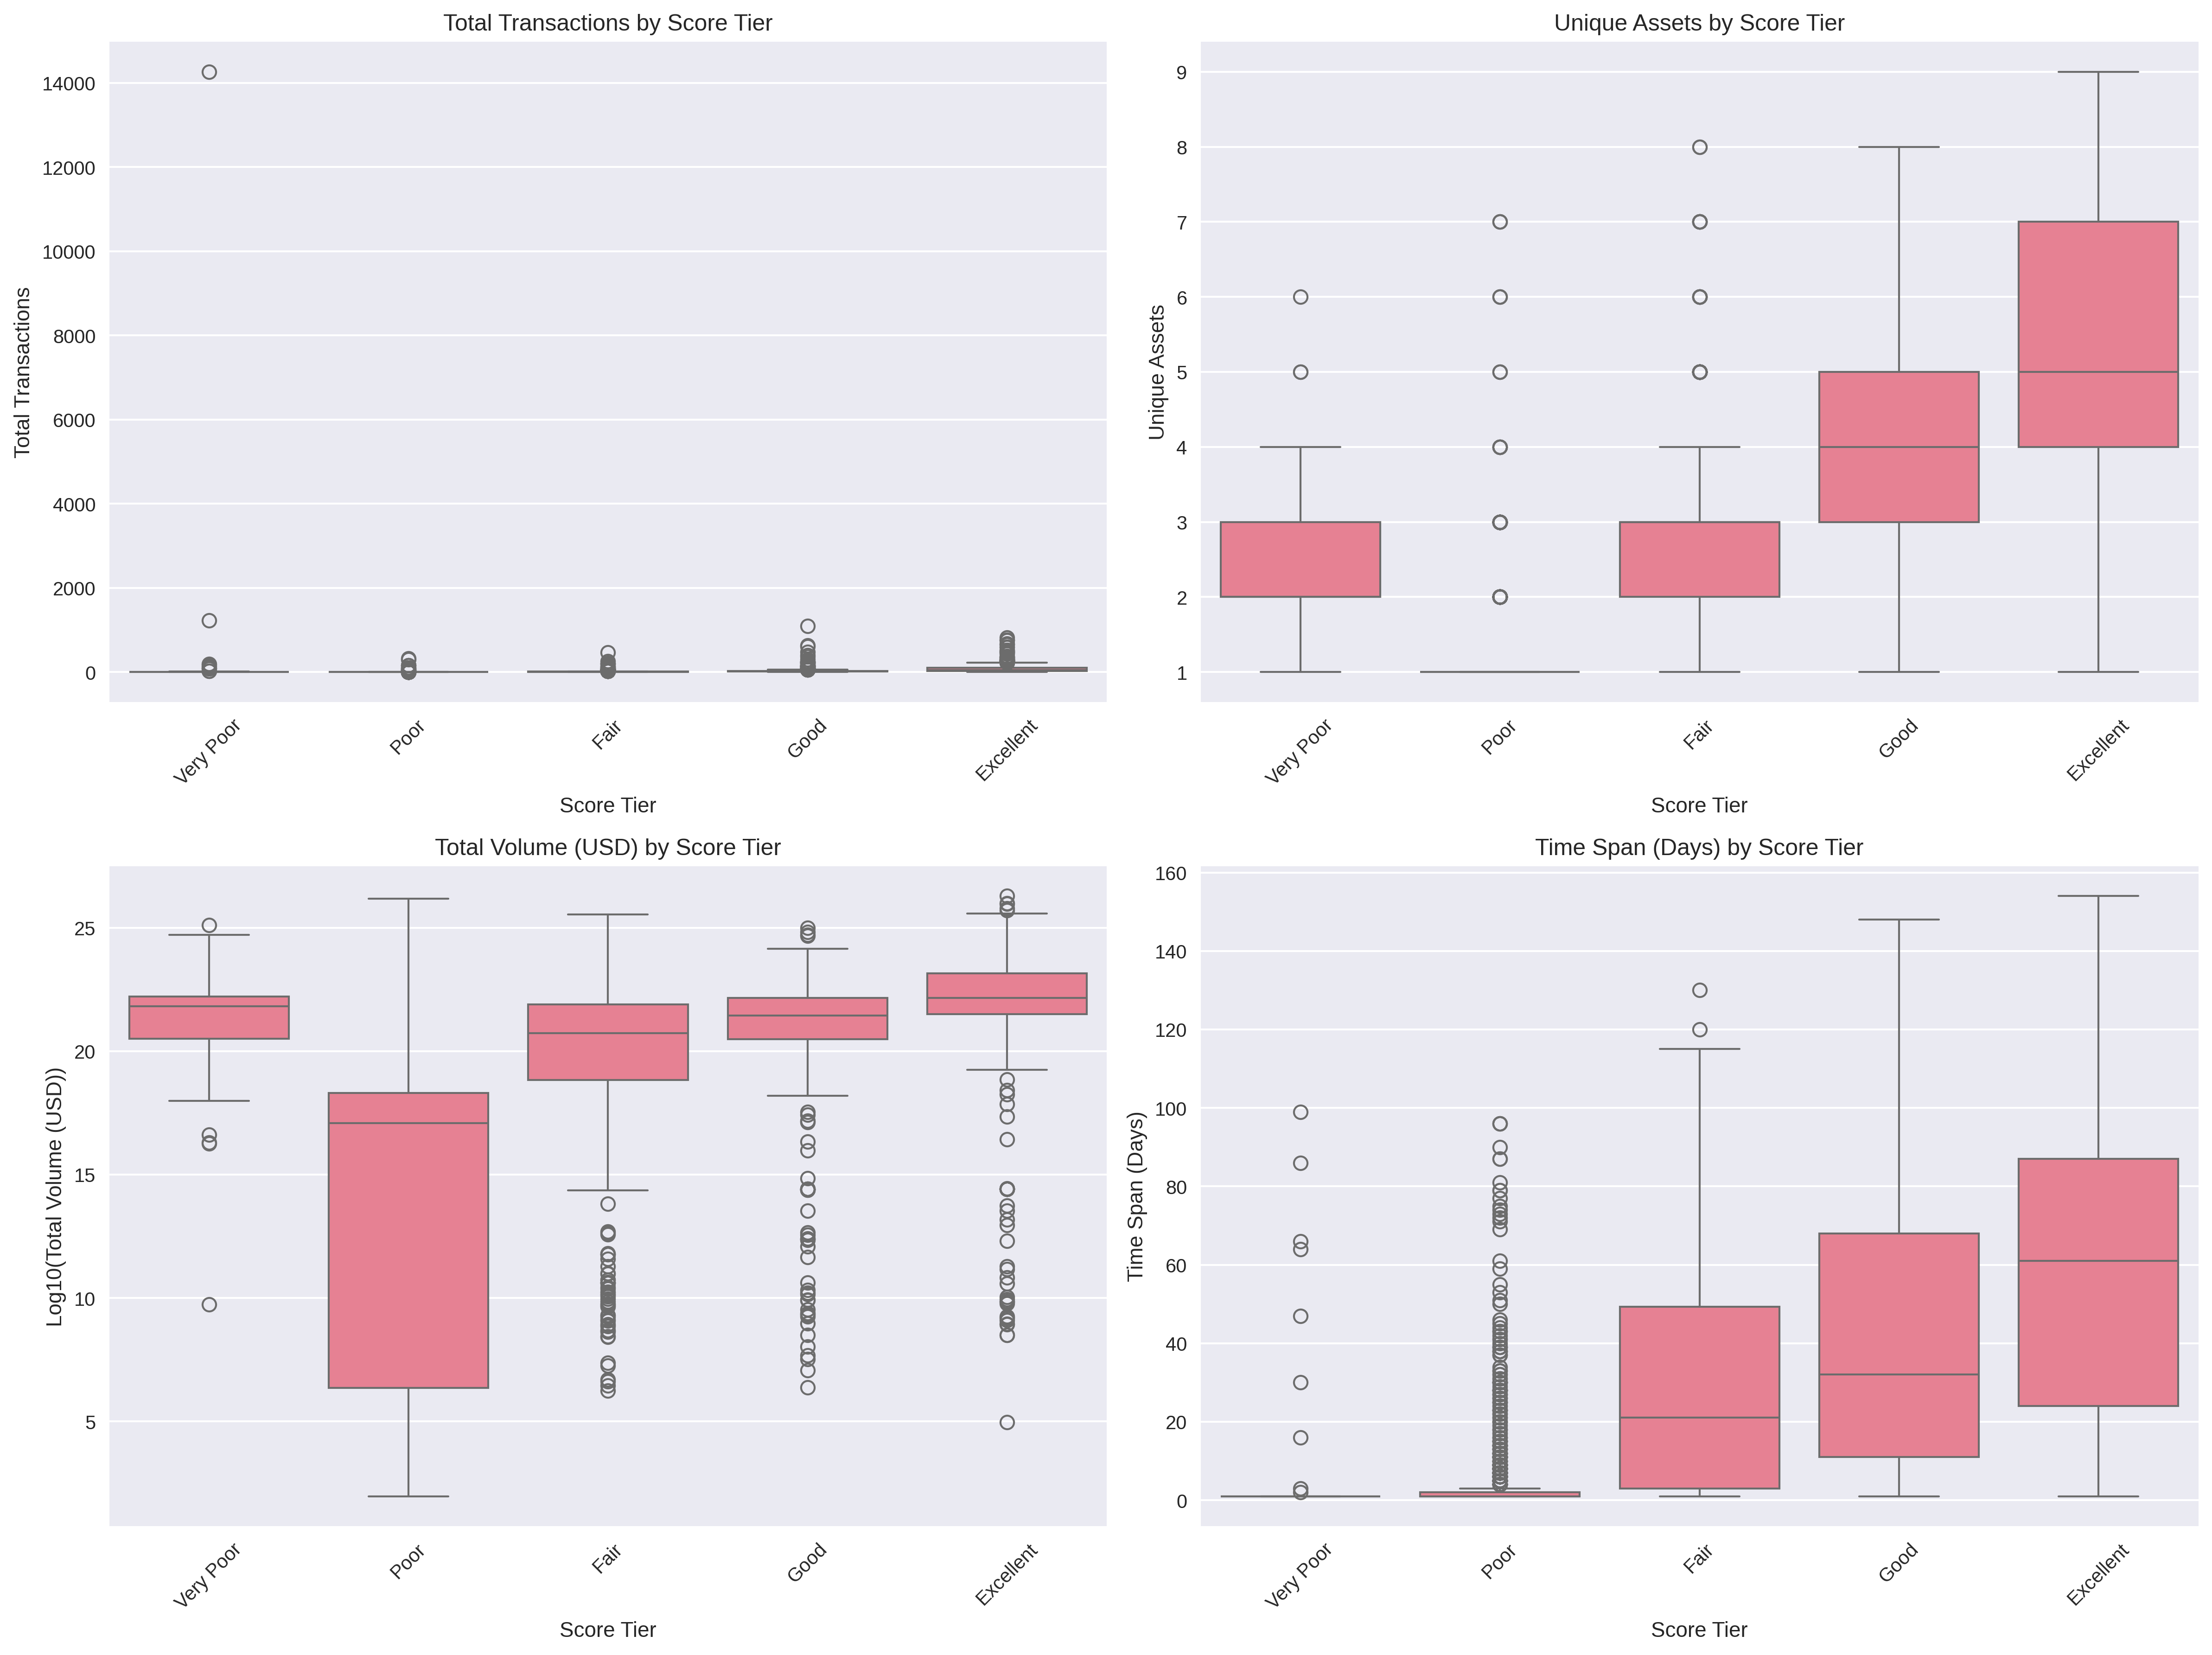 Total Transactions by Score Tier
Total Transactions
14000
12000
10000
8000
6000
4000
2000
0
Very Poor
Poor
Fair
Good
Excellent
Score Tier
Unique Assets by Score Tier
Unique Assets
9
8
7
6
5
4
3
2
1
Very Poor
Poor
Fair
Good
Excellent
Score Tier
Total Volume (USD) by Score Tier
Log10(Total Volume (USD))
25
20
15
10
5
Very Poor
Poor
Fair
Good
Excellent
Score Tier
Time Span (Days) by Score Tier
Time Span (Days)
160
140
120
100
80
60
40
20
0
Very Poor
Poor
Fair
Good
Excellent
Score Tier